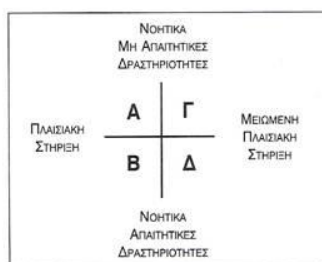 ΝΟΗΤΙΚΑ
ΜΗ ΑΠΑΙΤΗΤΙΚΕΣ
ΔΡΑΣΤΗΡΙΟΤΗΤΕΣ
Α Γ
ΠΛΑΙΣΙΑΚΗ
ΣΤΗΡΙΞΗ
ΜΕΙΩΜΕΝΗ
ΠΛΑΙΣΙΑΚΗ
ΣΤΗΡΙΞΗ
Β Δ
ΝΟΗΤΙΚΑ
ΑΠΑΙΤΗΤΙΚΕΣ
ΔΡΑΣΤΗΡΙΟΤΗΤΕΣ